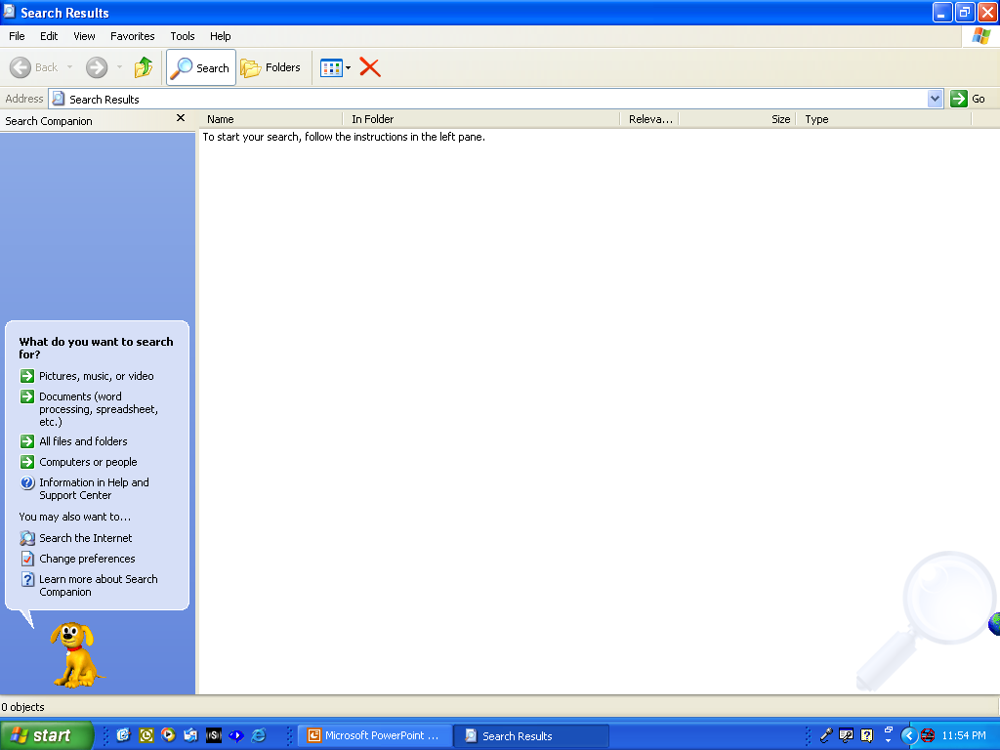 Search Results
File Edit View Favorites Tools Help
Back Search Folders
Address Search Results Go
Search Companion
Name In Folder Releva... Size Type
To start your search, follow the instructions in the left pane.
What do you want to search
for?
Pictures, music, or video
Documents (word
processing, spreadsheet,
etc.)
All files and folders
Computers or people
Information in Help and
Support Center
You may also want to...
Search the Internet
Change preferences
Learn more about Search
Companion
0 objects
start Microsoft PowerPoint ... Search Results 11:54 PM